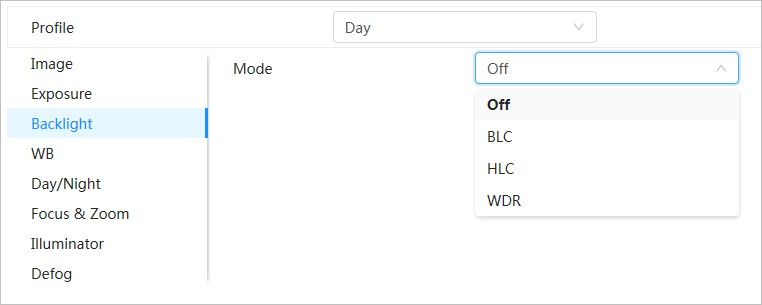 Profile
Day
Image
Mode
Off
Exposure
Off
Backlight
BLC
WB
HLC
Day/Night
WDR
Focus & Zoom
Illuminator
Defog